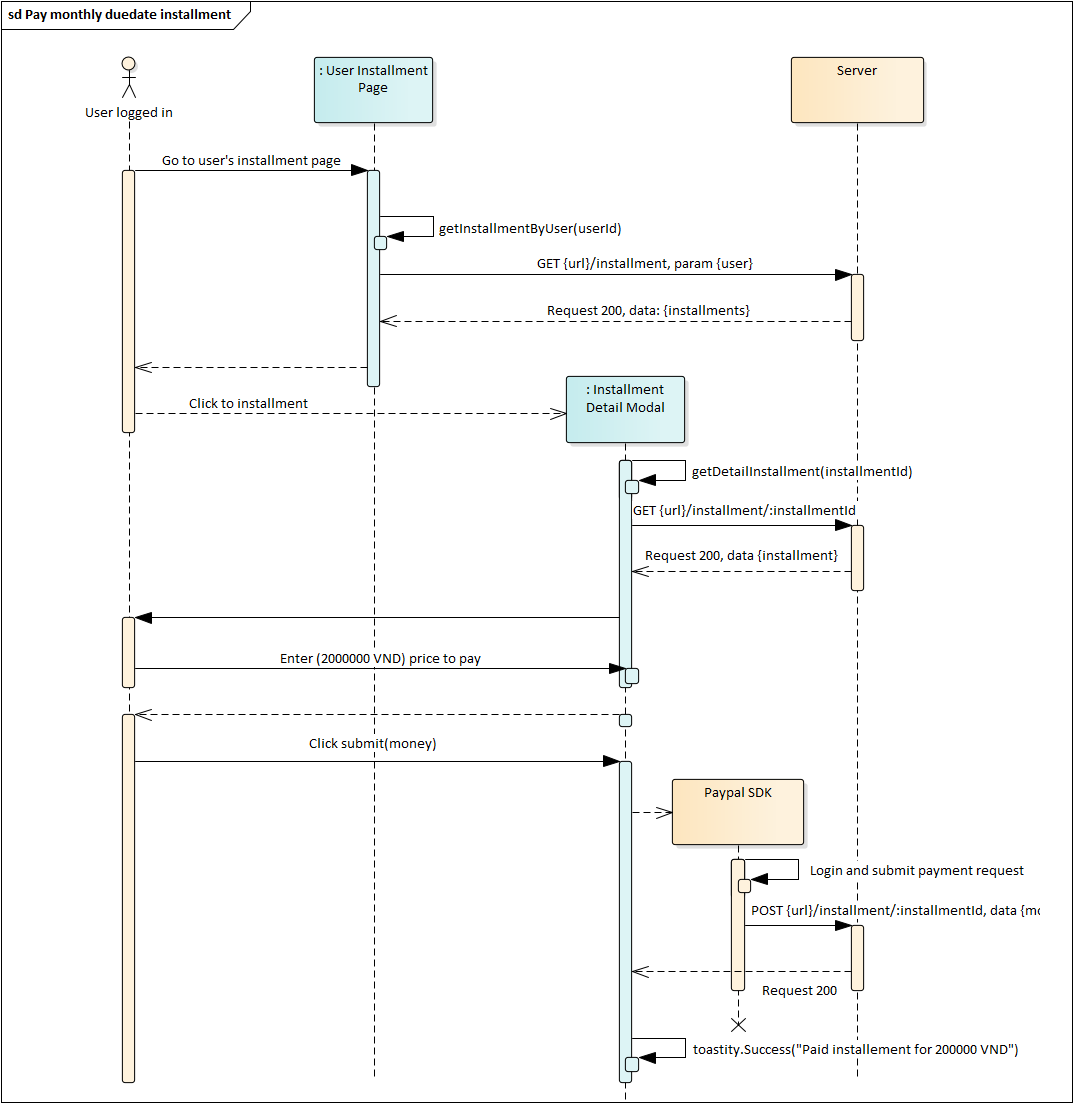 sd Pay monthly duedate installment
User logged in
: User Installment
Page
Server
Go to user's installment page
getInstallmentByUser(userId)
GET {url}/installment, param {user}
Request 200, data: {installments}
: Installment
Detail Modal
Click to installment
getDetailInstallment(installmentId)
GET {url}/installment/:installmentId
Request 200, data {installment}
Enter (2000000 VND) price to pay
Click submit(money)
Paypal SDK
Login and submit payment request
POST {url}/installment/:installmentId, data
Request 200
toastity.Success("Paid installement for 200000 VND")